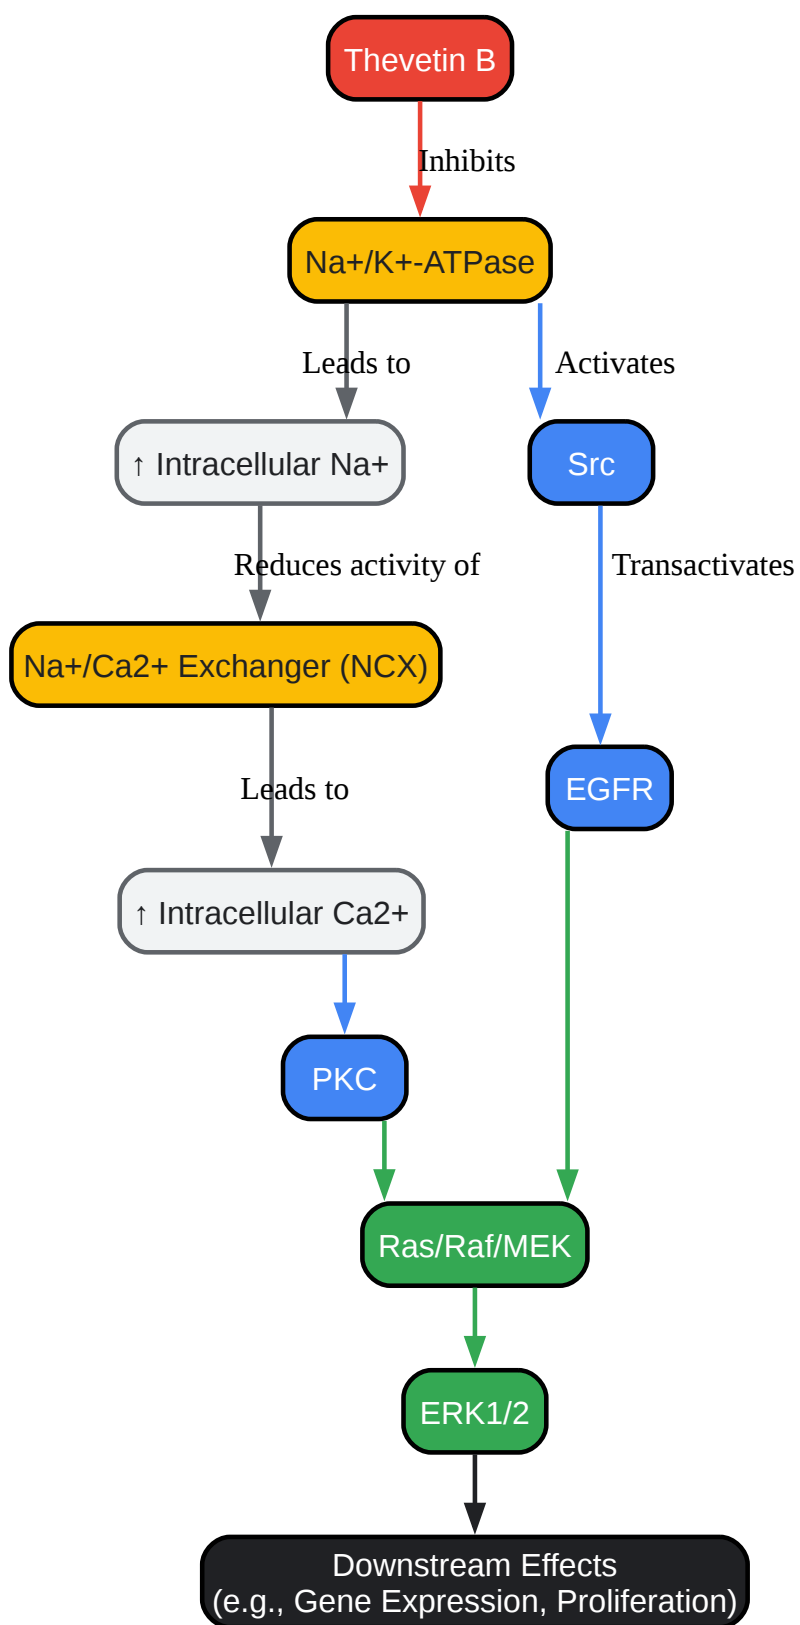 Thevetin B
Inhibits
Na+/K+-ATPase
Leads to
Activates
↑ Intracellular Na+
Src
Reduces activity of
Transactivates
Na+/Ca2+ Exchanger (NCX)
Leads to
EGFR
↑ Intracellular Ca2+
PKC
Ras/Raf/MEK
ERK1/2
Downstream Effects
(e.g., Gene Expression, Proliferation)